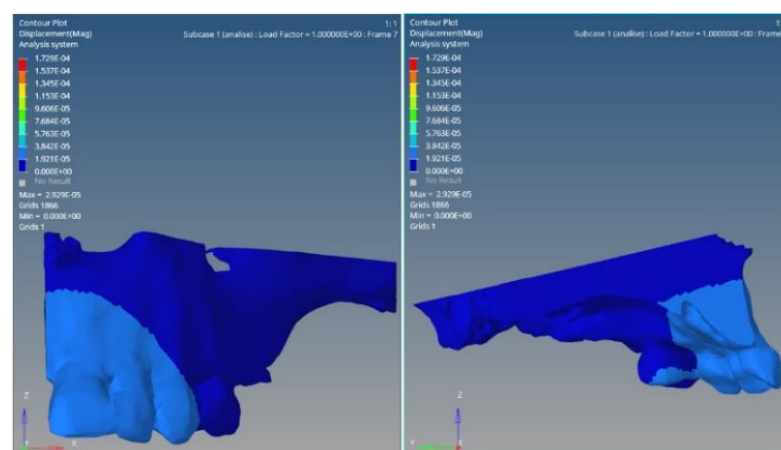 Contour Plot
Displacement(Mag)
Analysis system
1:1
Subcase 1 (analise) : Load Factor = 1.000000E+00 : Frame 7
1.729E-04
1.537E-04
1.345E-04
1.153E-04
9.606E-05
7.684E-05
5.763E-05
3.842E-05
1.921E-05
0.000E+00
No Result
Max = 2.929E-05
Grids 1866
Min = 0.000E+00
Grids 1
Z
Y
X
Contour Plot
Displacement(Mag)
Analysis system
1:
Subcase 1 (analise) : Load Factor = 1.000000E+00 : Frame
1.729E-04
1.537E-04
1.345E-04
1.153E-04
9.606E-05
7.684E-05
5.763E-05
3.842E-05
1.921E-05
0.000E+00
No Result
Max = 2.929E-05
Grids 1866
Min = 0.000E+00
Grids 1
Z
Y
X